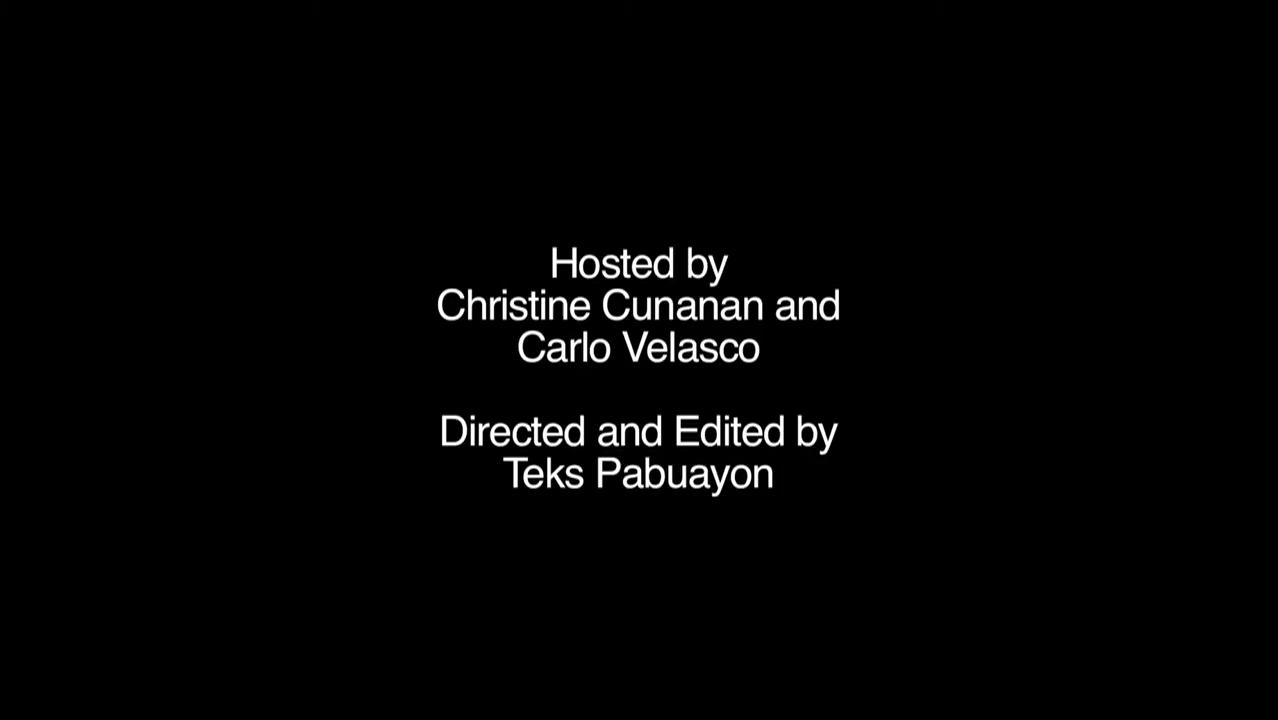 Hosted by
Christine Cunanan and
Carlo Velasco
Directed and Edited by
Teks Pabuayon